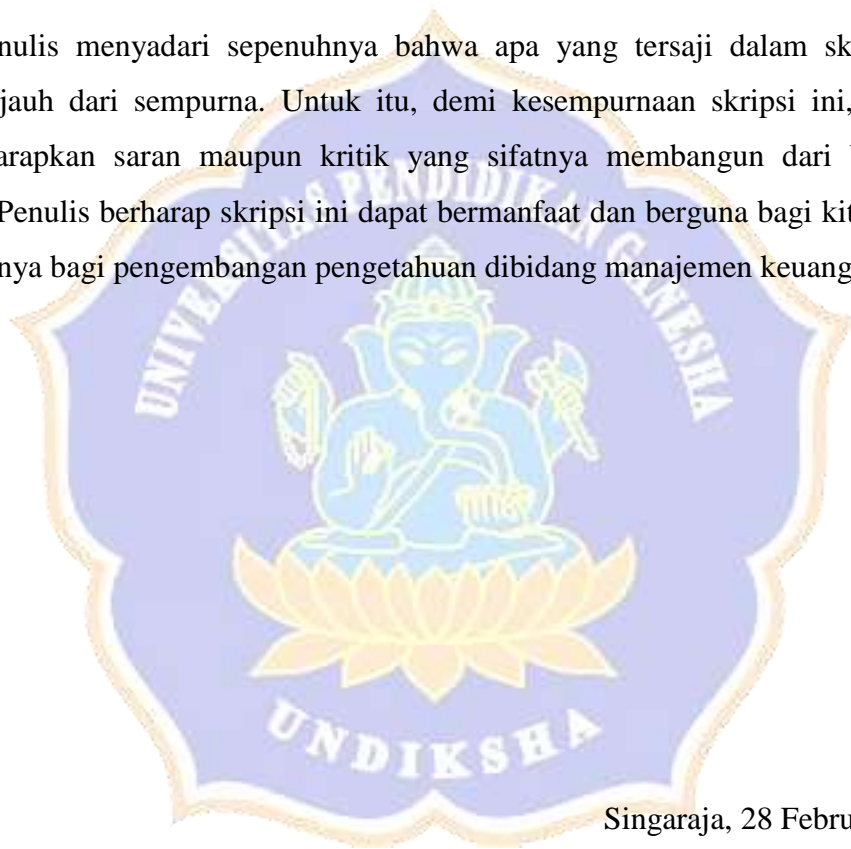 nulis menyadari sepenuhnya bahwa apa yang tersaji dalam sk
jauh dari sempurna. Untuk itu, demi kesempurnaan skripsi ini,
arapkan saran maupun kritik yang sifatnya membangun dari
Penulis berharap skripsi ini dapat bermanfaat dan berguna bagi kit
nya bagi pengembangan pengetahuan dibidang manajemen keuang
UNIVERSITAS PENDIDIKAN GANESHA
UNDIKSHA
Singaraja, 28 Febru